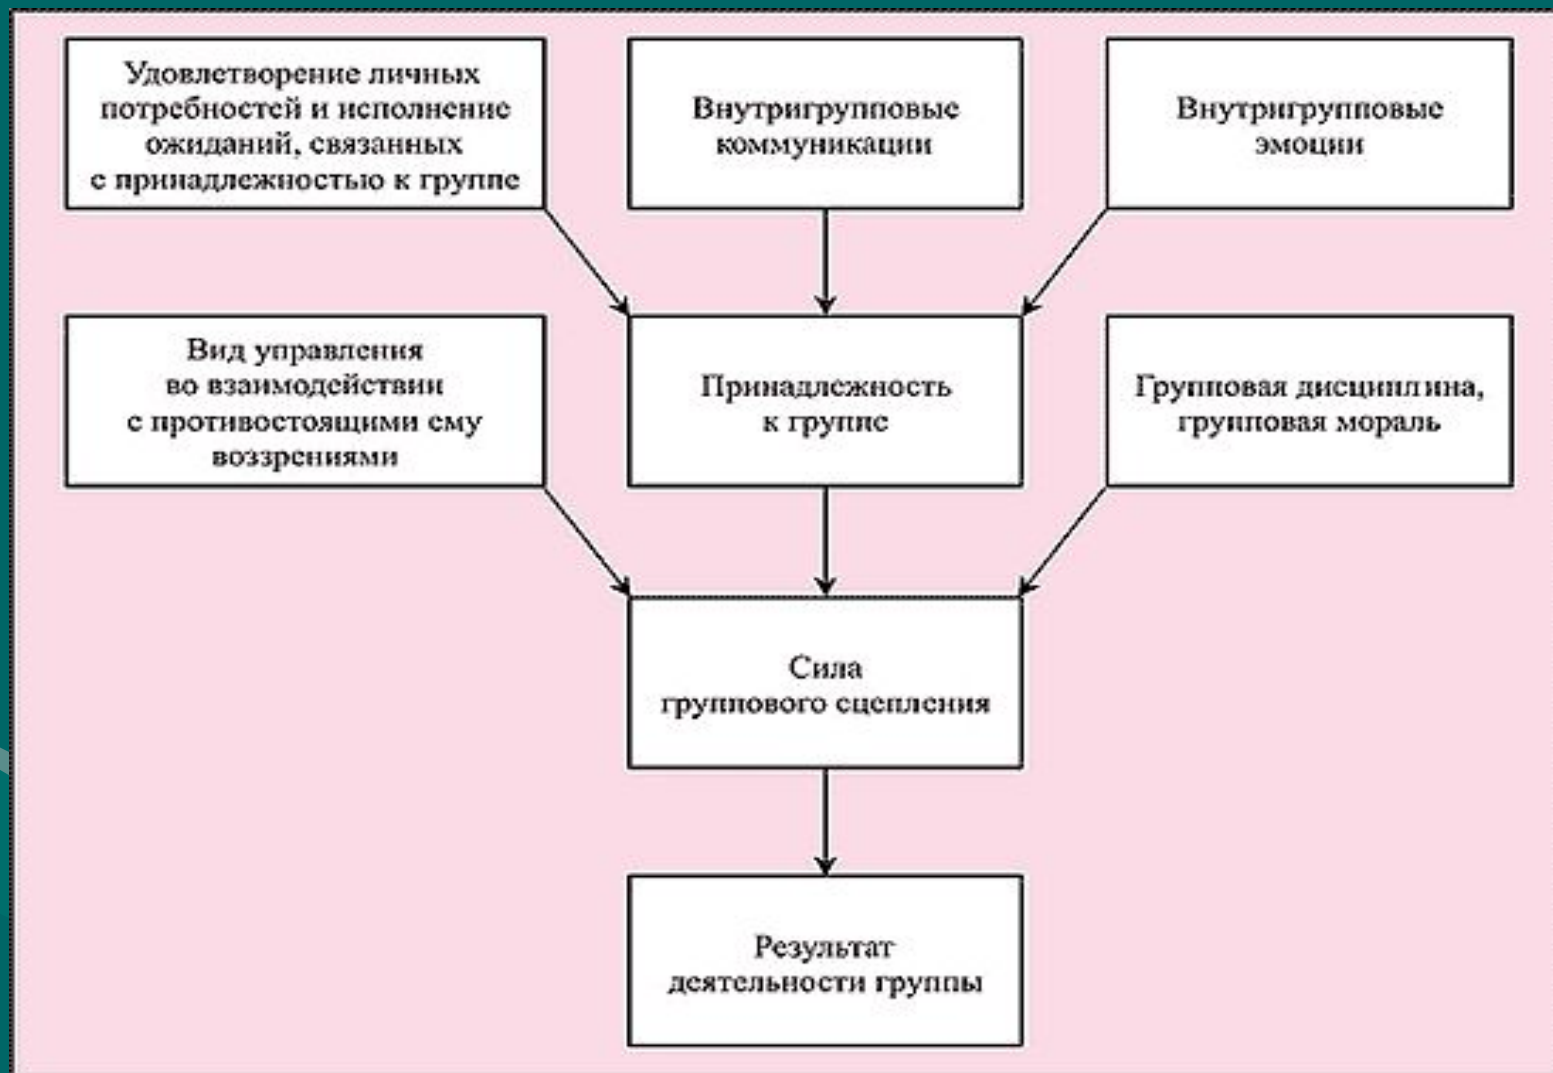 Удовлетворение личных
потребностей и исполнение
ожиданий, связанных
с принадлежностью к группе
Внутригрупповые
коммуникации
Внутригрупповые
эмоции
Вид управления
во взаимодействии
с противостоящими ему
воззрениями
Принадлежность
к группе
Групповая дисциплина,
групповая мораль
Сила
группового сцепления
Результат
деятельности группы